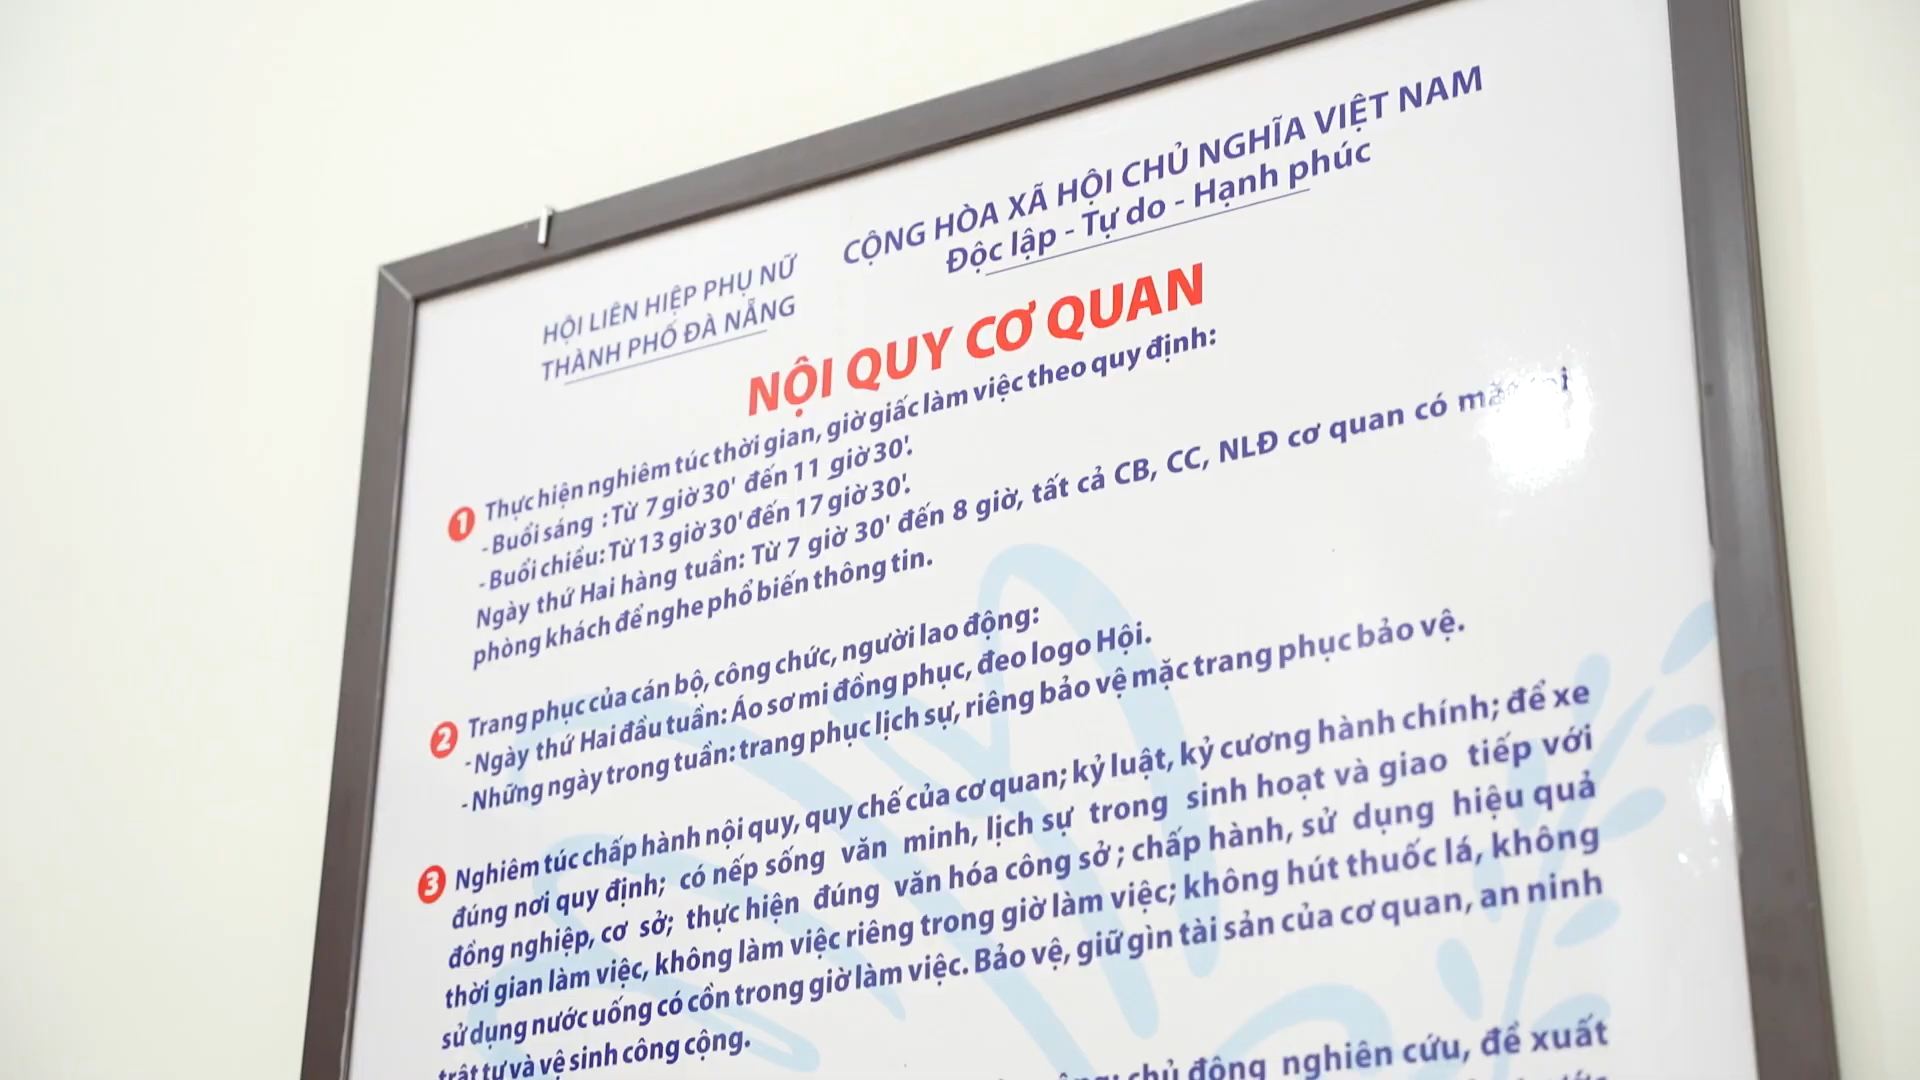 HỘI LIÊN HIỆP PHỤ NỮ
THÀNH PHỐ ĐÀ NẴNG
CỘNG HÒA XÃ HỘI CHỦ NGHĨA VIỆT NAM
Độc lập - Tự do - Hạnh phúc
NỘI QUY CƠ QUAN
1 Thực hiện nghiêm túc thời gian, giờ giấc làm việc theo quy định:
- Buổi sáng : Từ 7 giờ 30' đến 11 giờ 30'.
- Buổi chiều: Từ 13 giờ 30' đến 17 giờ 30'.
Ngày thứ Hai hàng tuần: Từ 7 giờ 30' đến 8 giờ, tất cả CB, CC, NLĐ cơ quan có
phòng khách để nghe phổ biến thông tin.
2 Trang phục của cán bộ, công chức, người lao động:
- Ngày thứ Hai đầu tuần: Áo sơ mi đồng phục, đeo logo Hội.
- Những ngày trong tuần: trang phục lịch sự, riêng bảo vệ mặc trang phục bảo vệ.
3 Nghiêm túc chấp hành nội quy, quy chế của cơ quan; kỷ luật, kỷ cương hành chính; để xe
đúng nơi quy định; có nếp sống văn minh, lịch sự trong sinh hoạt và giao tiếp với
đồng nghiệp, cơ sở; thực hiện đúng văn hóa công sở ; chấp hành, sử dụng hiệu quả
thời gian làm việc, không làm việc riêng trong giờ làm việc; không hút thuốc lá, không
sử dụng nước uống có cồn trong giờ làm việc. Bảo vệ, giữ gìn tài sản của cơ quan, an ninh
trật tự và vệ sinh công cộng.
chủ động nghiên cứu, đề xuất